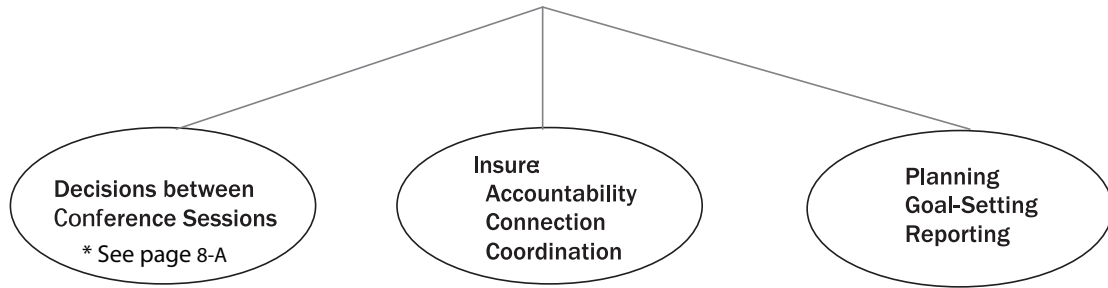 Decisions between
Conference Sessions
* See page 8-A
Insure:
Accountability
Connection
Coordination
Planning
Goal-Setting
Reporting